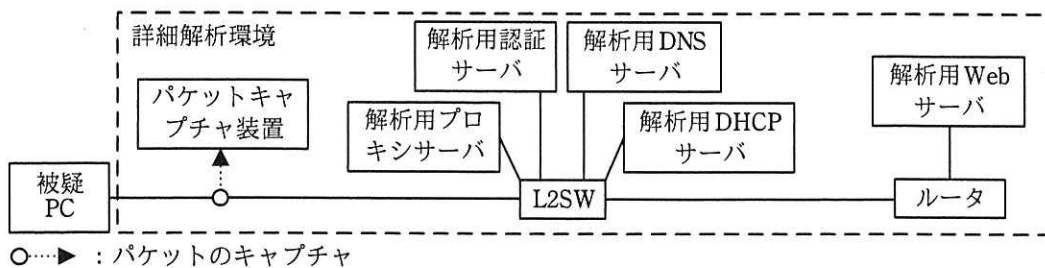 詳細解析環境
パケットキャ
プチャ装置
解析用認証
サーバ
解析用DNS
サーバ
解析用Web
サーバ
解析用プロ
キシサーバ
解析用DHCP
サーバ
被疑
PC
L2SW
ルータ
：パケットのキャプチャ